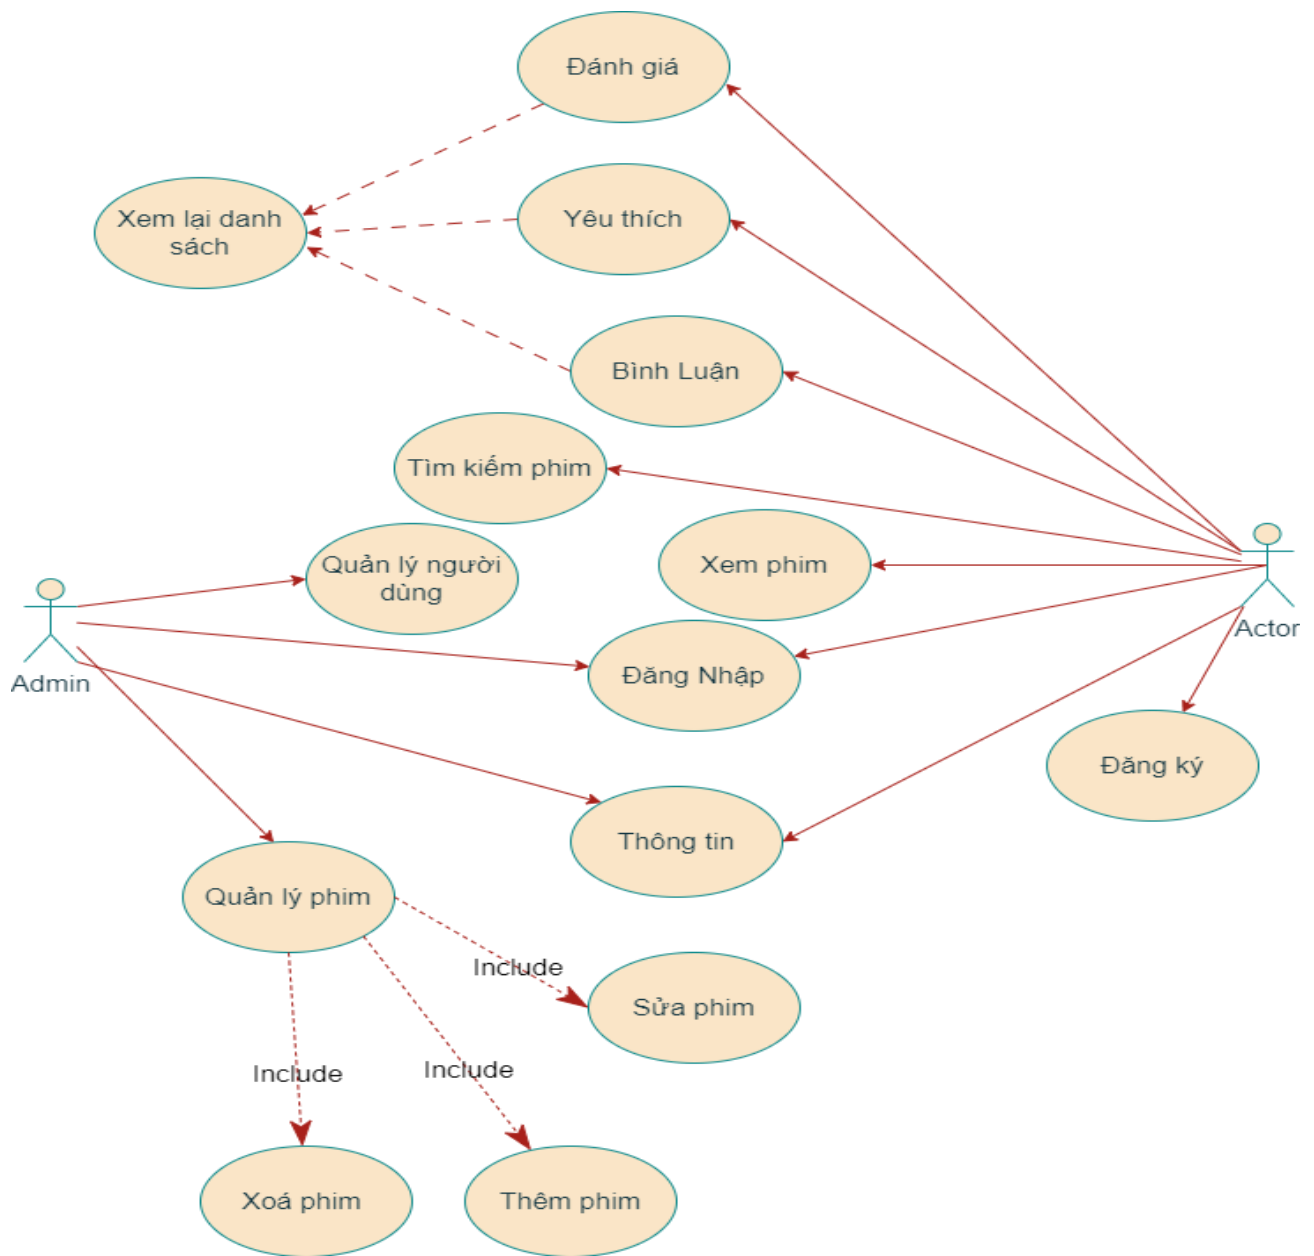 Đánh giá
Xem lại danh
sách
Yêu thích
Bình Luận
Tìm kiếm phim
Quản lý người
dùng
Xem phim
Actor
Admin
Đăng Nhập
Đăng ký
Thông tin
Quản lý phim
Include
Sửa phim
Include
Include
Xoá phim
Thêm phim